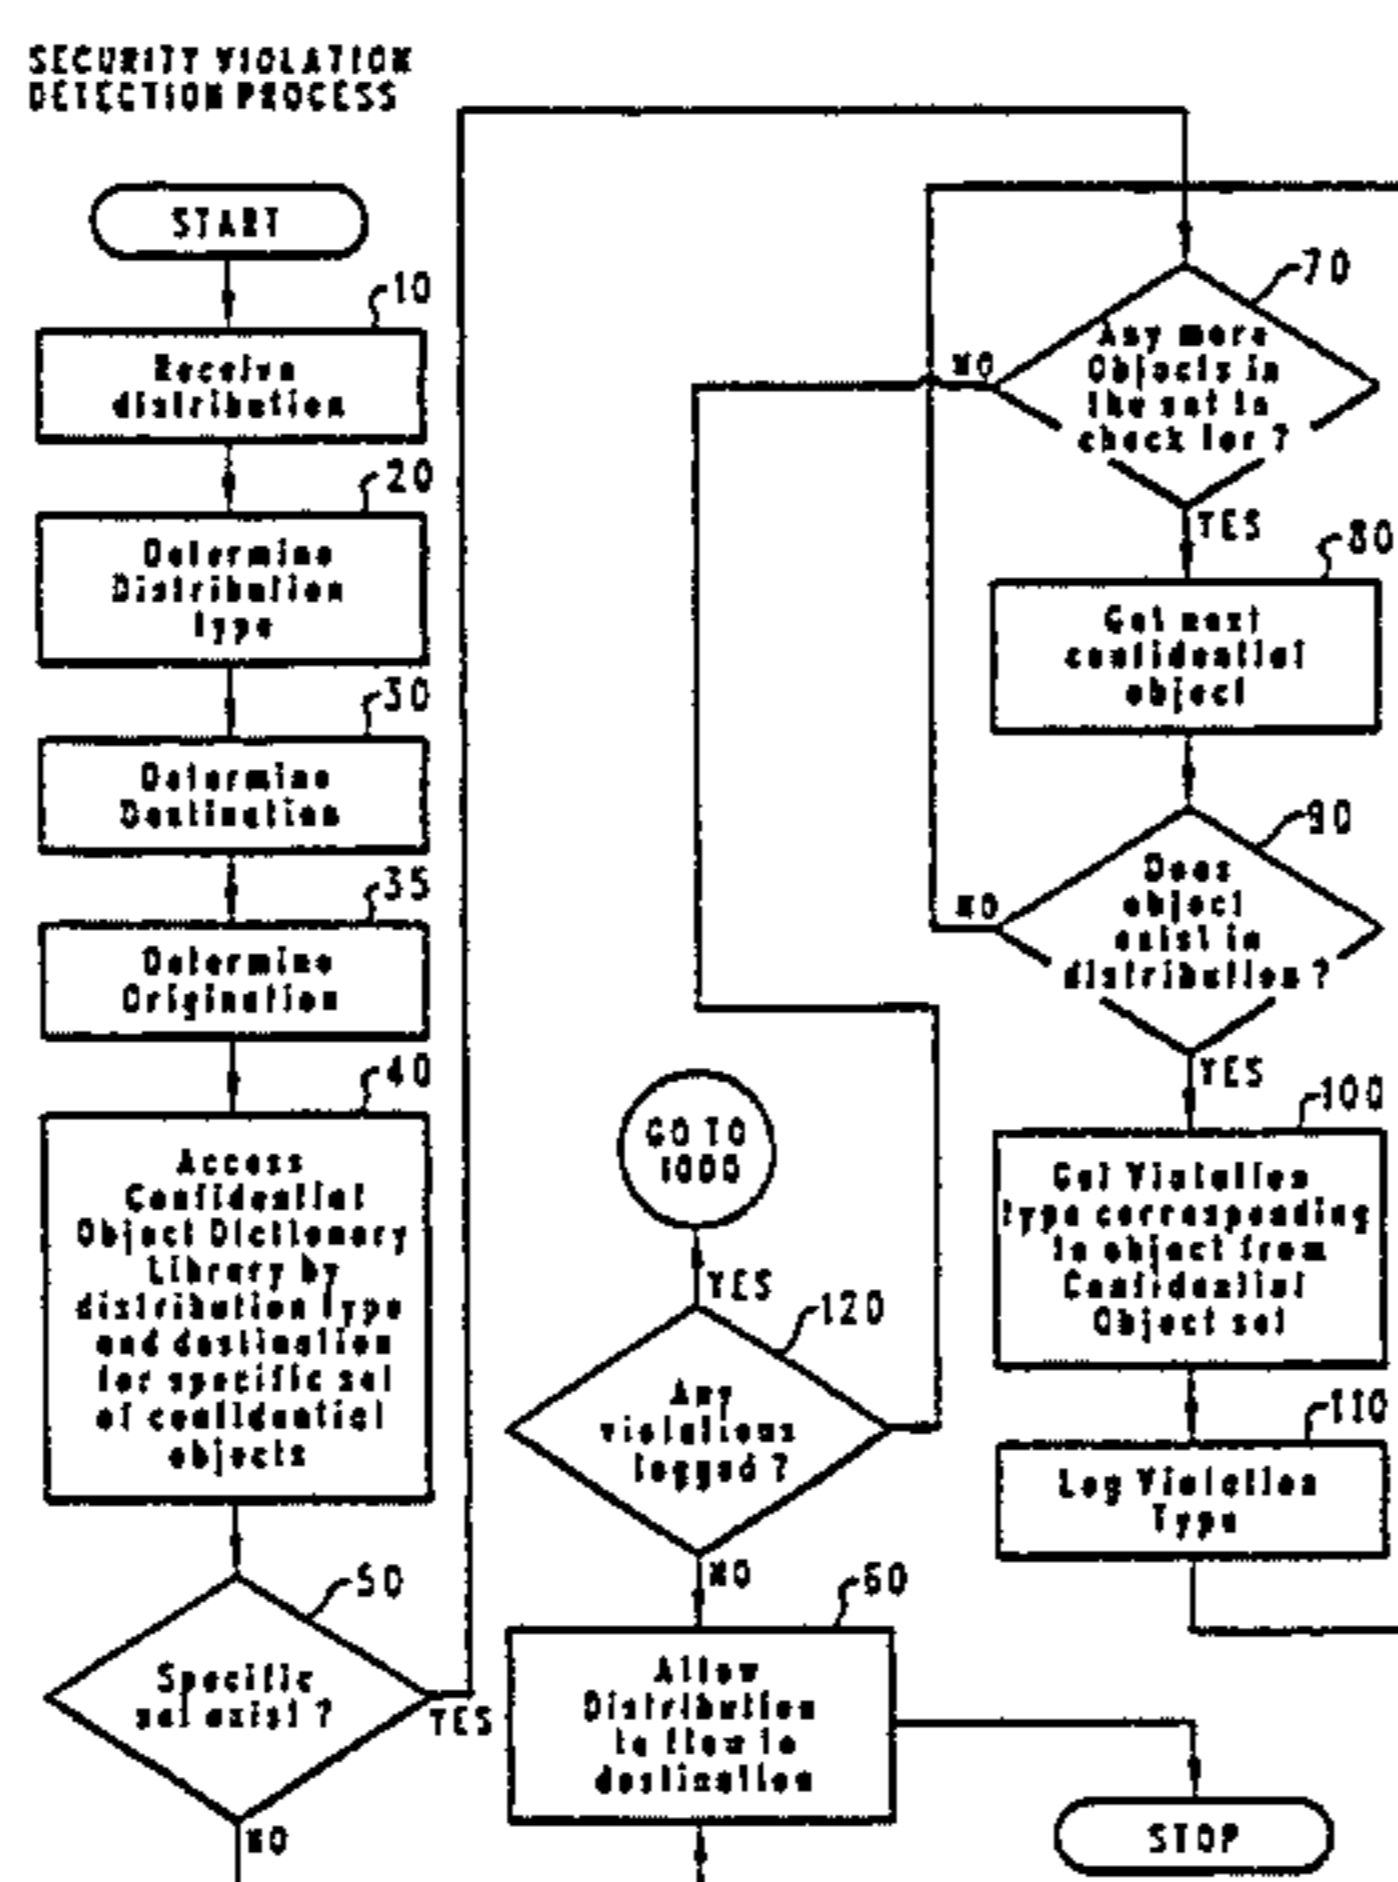 SECURITY VIOLATION
DETECTION PROCESS
START
10
Receive
distribution
20
Determine
Distribution
type
30
Determine
Destination
35
Determine
Origination
40
Access
Confidential
Object Dictionary
Library by
distribution type
and destination
for specific set
of confidential
objects
50
Specific
set exist ?
YES
NO
70
Any more
Objects in
the set to
check for ?
NO
YES
80
Get next
confidential
object
90
Does
object
exist in
distribution ?
NO
YES
100
Get Violation
type corresponding
to object from
Confidential
Object set
110
Log Violation
Type
GO TO
1000
YES
120
Any
violations
logged ?
NO
60
Allow
Distribution
to flow to
destination
STOP